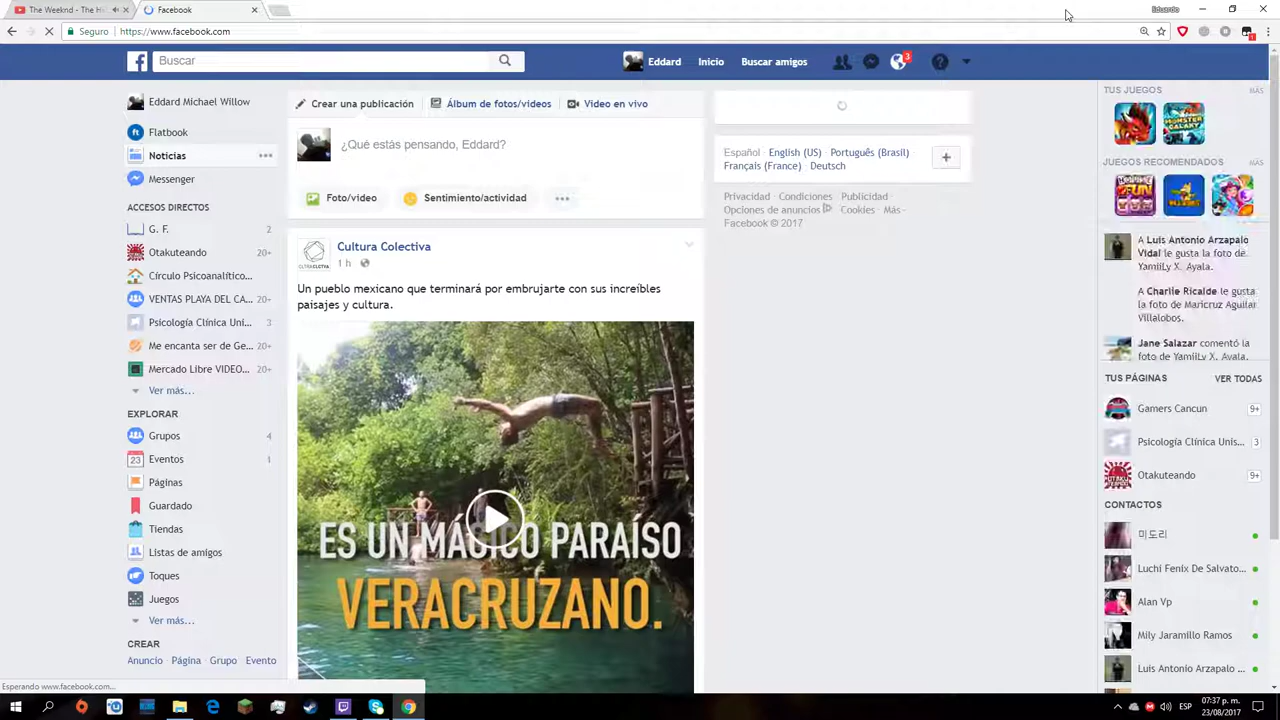 The Weeknd - The Hi
Facebook
Eduardo
Seguro
https://www.facebook.com
Buscar
Eddard
Inicio
Buscar amigos
3
Eddard Michael Willow
Flatbook
Noticias
Messenger
ACCESOS DIRECTOS
G. F.
2
Otakuteando
20+
Círculo Psicoanalítico...
VENTAS PLAYA DEL CA...
20+
Psicología Clínica Uni...
3
Me encanta ser de Ge...
20+
Mercado Libre VIDEO...
20+
Ver más...
EXPLORAR
Grupos
4
Eventos
1
Páginas
Guardado
Tiendas
Listas de amigos
Toques
Juegos
Ver más...
CREAR
Anuncio Página Grupo Evento
Esperando www.facebook.com...
Crear una publicación
Álbum de fotos/videos
Video en vivo
¿Qué estás pensando, Eddard?
Foto/video
Sentimiento/actividad
Cultura Colectiva
1 h
Un pueblo mexicano que terminará por embrujarte con sus increíbles
paisajes y cultura.
ES UN MÁGICO PARAÍSO
VERACRUZANO.
Español · English (US) · Português (Brasil) ·
Français (France) · Deutsch
Privacidad · Condiciones · Publicidad ·
Opciones de anuncios · Cookies · Más
Facebook © 2017
TUS JUEGOS
MÁS
JUEGOS RECOMENDADOS
MÁS
A Luis Antonio Arzapalo
Vidal le gusta la foto de
YamiiLy X. Ayala.
A Charlie Ricalde le gusta
la foto de Maricruz Aguilar
Villalobos.
Jane Salazar comentó la
foto de YamiiLy X. Ayala.
TUS PÁGINAS
VER TODAS
Gamers Cancun
9+
Psicología Clínica Unis...
3
Otakuteando
9+
CONTACTOS
미도리
Luchi Feníx De Salvato...
Alan Vp
Mily Jaramillo Ramos
Luis Antonio Arzapalo ...
ESP
07:37 p. m.
23/08/2017